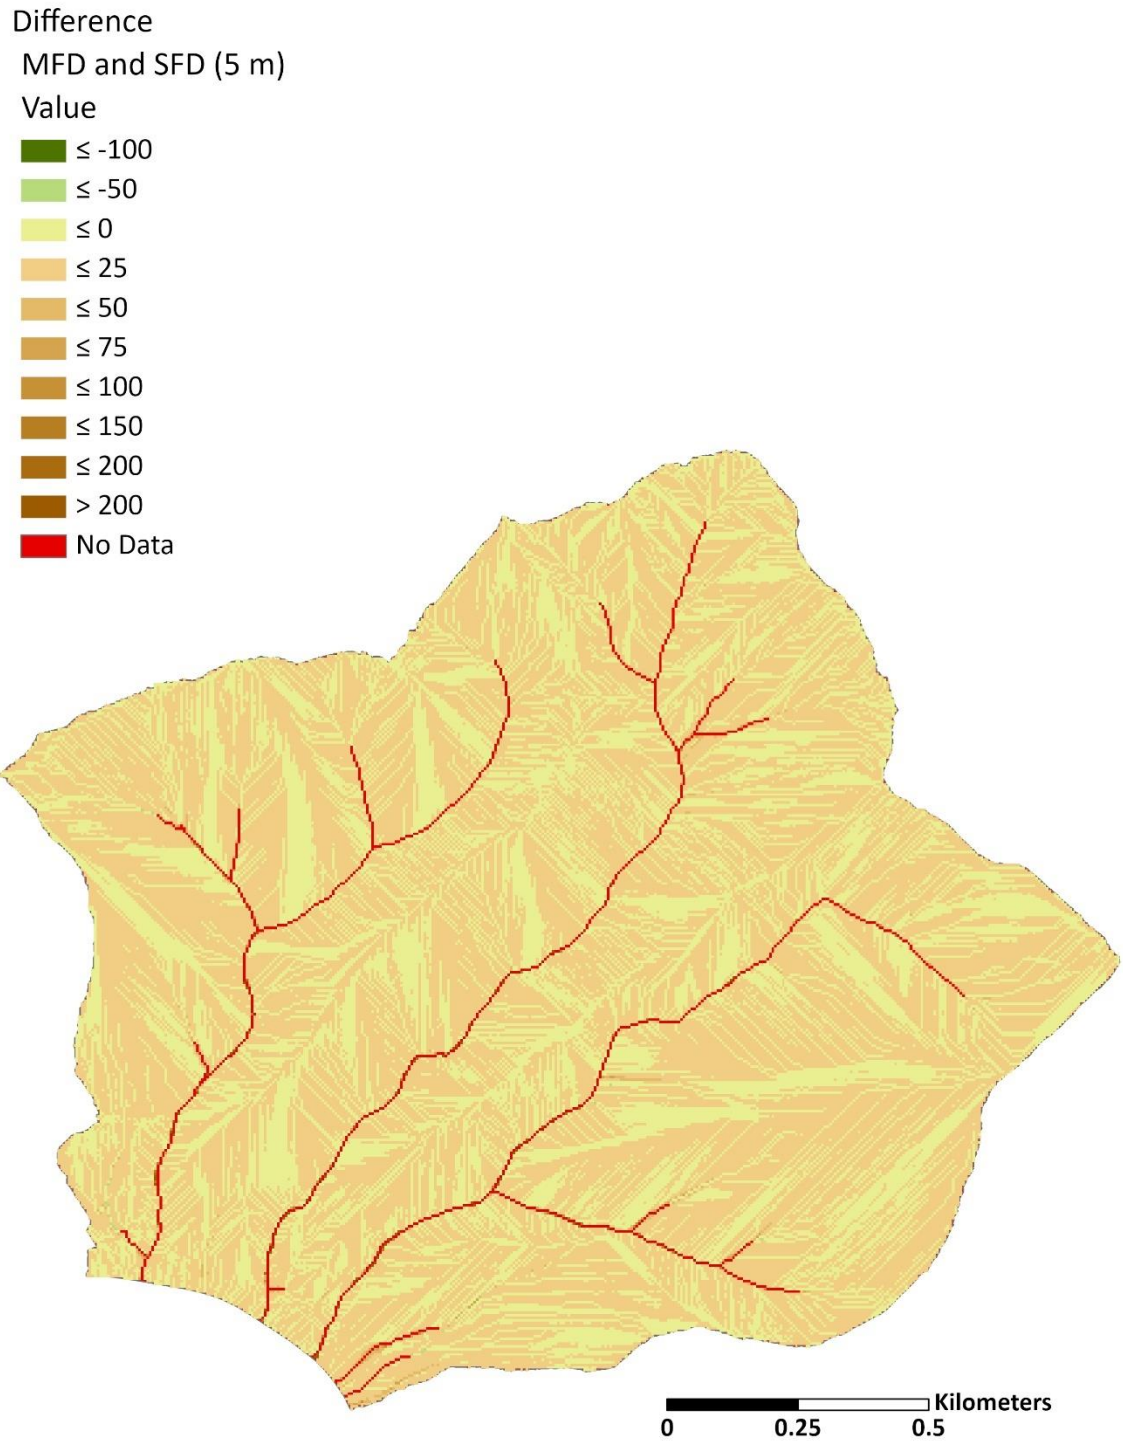 Difference
MFD and SFD (5 m)
Value
≤ -100
≤ -50
≤ 0
≤ 25
≤ 50
≤ 75
≤ 100
≤ 150
≤ 200
> 200
No Data
Kilometers
0 0.25 0.5